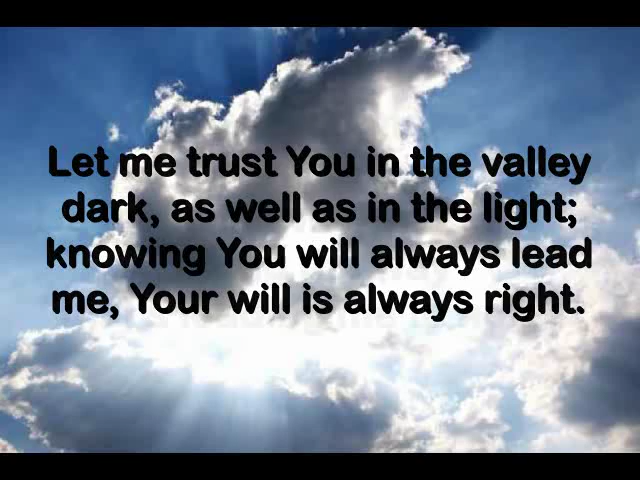 Let me trust You in the valley
dark, as well as in the light;
knowing You will always lead
me, Your will is always right.